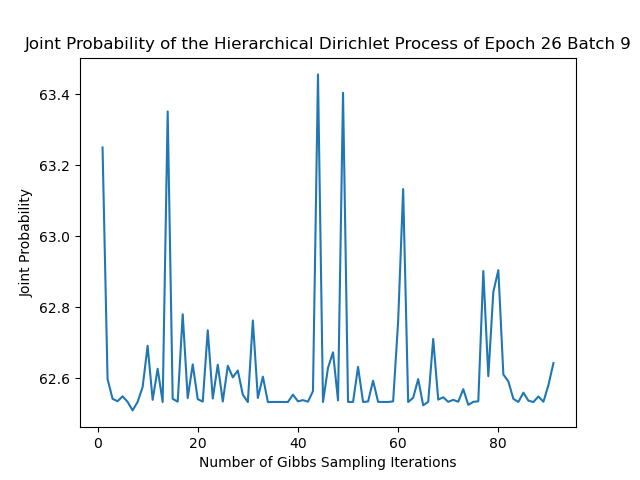 Joint Probability of the Hierarchical Dirichlet Process of Epoch 26 Batch 9
63.4
63.2
63.0
62.8
62.6
Joint Probability
0 20 40 60 80
Number of Gibbs Sampling Iterations